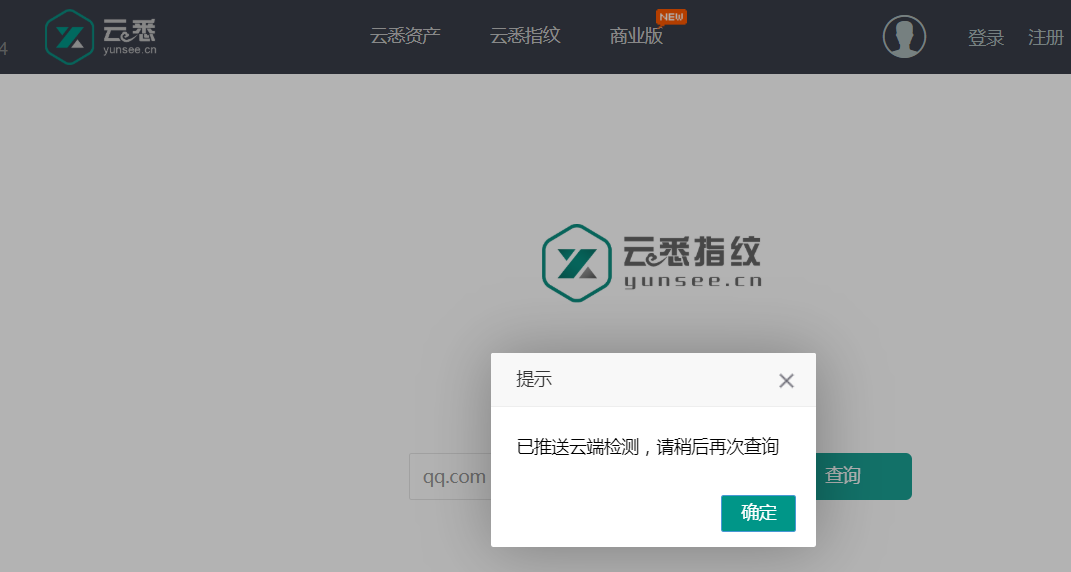 4
云悉
yunsee.cn
云悉资产
云悉指纹
商业版
NEW
登录
注册
云悉指纹
yunsee.cn
提示
已推送云端检测，请稍后再次查询
qq.com
查询
确定